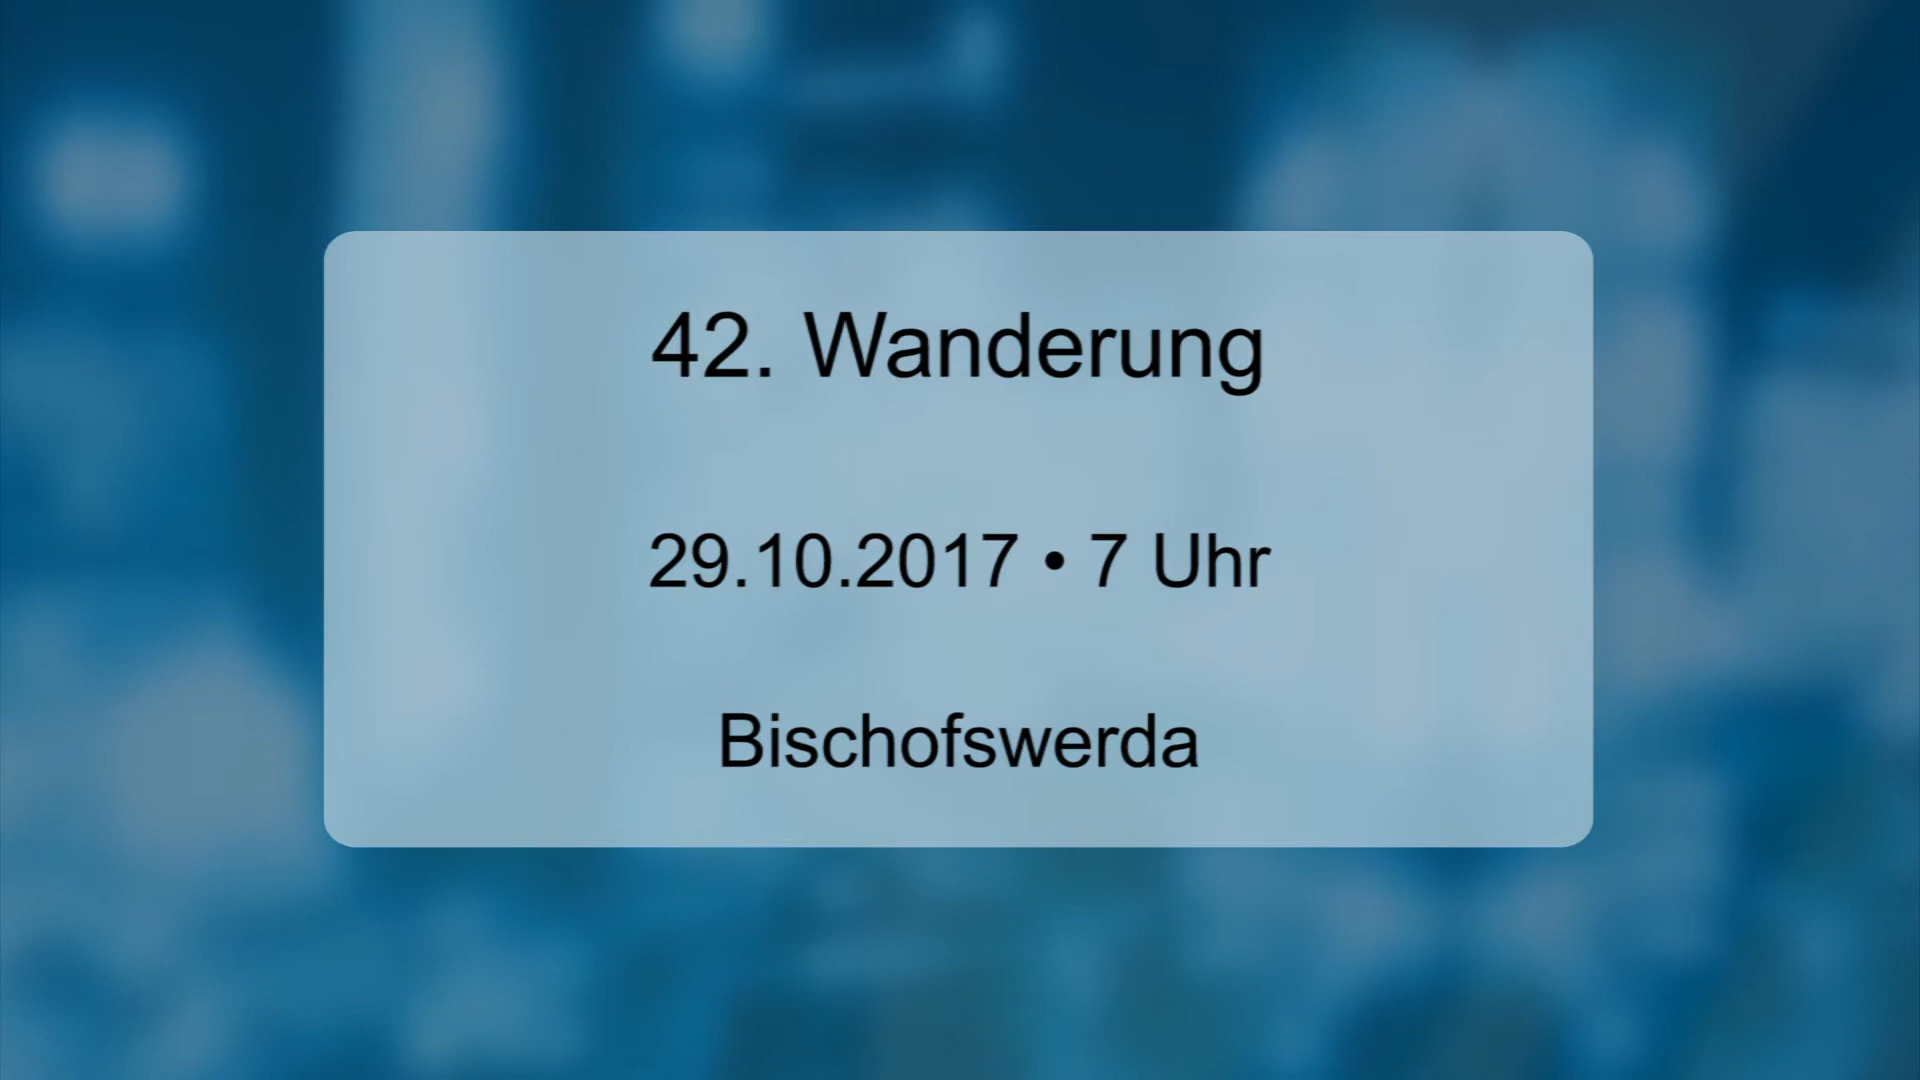 42. Wanderung
29.10.2017 • 7 Uhr
Bischofswerda